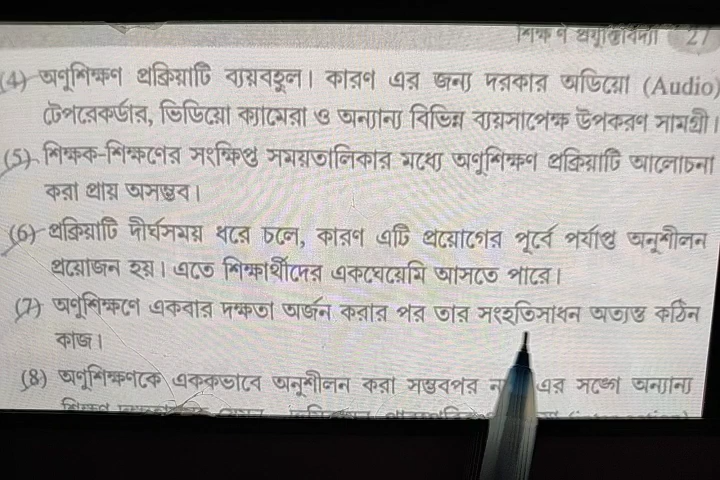 27
(4) অণুশিক্ষণ প্রক্রিয়াটি ব্যয়বহুল। কারণ এর জন্য দরকার অডিয়ো (Audio)
টেপরেকর্ডার, ভিডিয়ো ক্যামেরা ও অন্যান্য বিভিন্ন ব্যয়সাপেক্ষ উপকরণ সামগ্রী।
(5) শিক্ষক-শিক্ষণের সংক্ষিপ্ত সময়তালিকার মধ্যে অণুশিক্ষণ প্রক্রিয়াটি আলোচনা
করা প্রায় অসম্ভব।
(6) প্রক্রিয়াটি দীর্ঘসময় ধরে চলে, কারণ এটি প্রয়োগের পূর্বে পর্যাপ্ত অনুশীলন
প্রয়োজন হয়। এতে শিক্ষার্থীদের একঘেয়েমি আসতে পারে।
(7) অণুশিক্ষণে একবার দক্ষতা অর্জন করার পর তার সংহতিসাধন অত্যন্ত কঠিন
কাজ।
(8) অণুশিক্ষণকে এককভাবে অনুশীলন করা সম্ভবপর এর সঙ্গে অন্যান্য